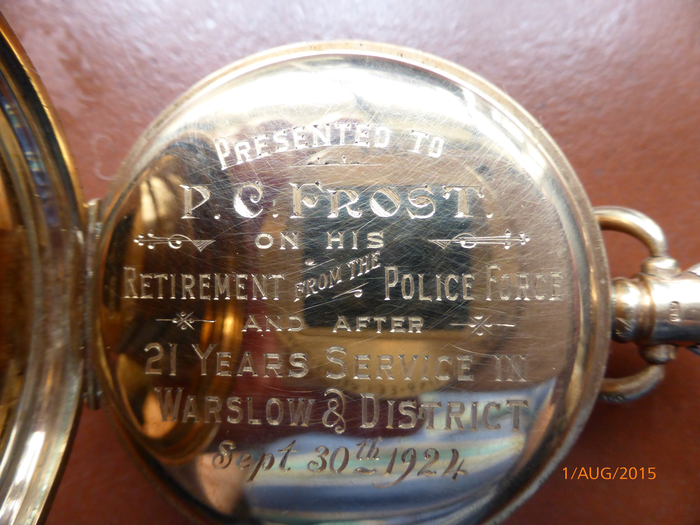 PRESENTED TO
P.C. FROST.
ON HIS
RETIREMENT FROM THE POLICE FORCE
AND AFTER
21 YEARS SERVICE IN
WARSLOW & DISTRICT
Sept 30th 1924
1/AUG/2015